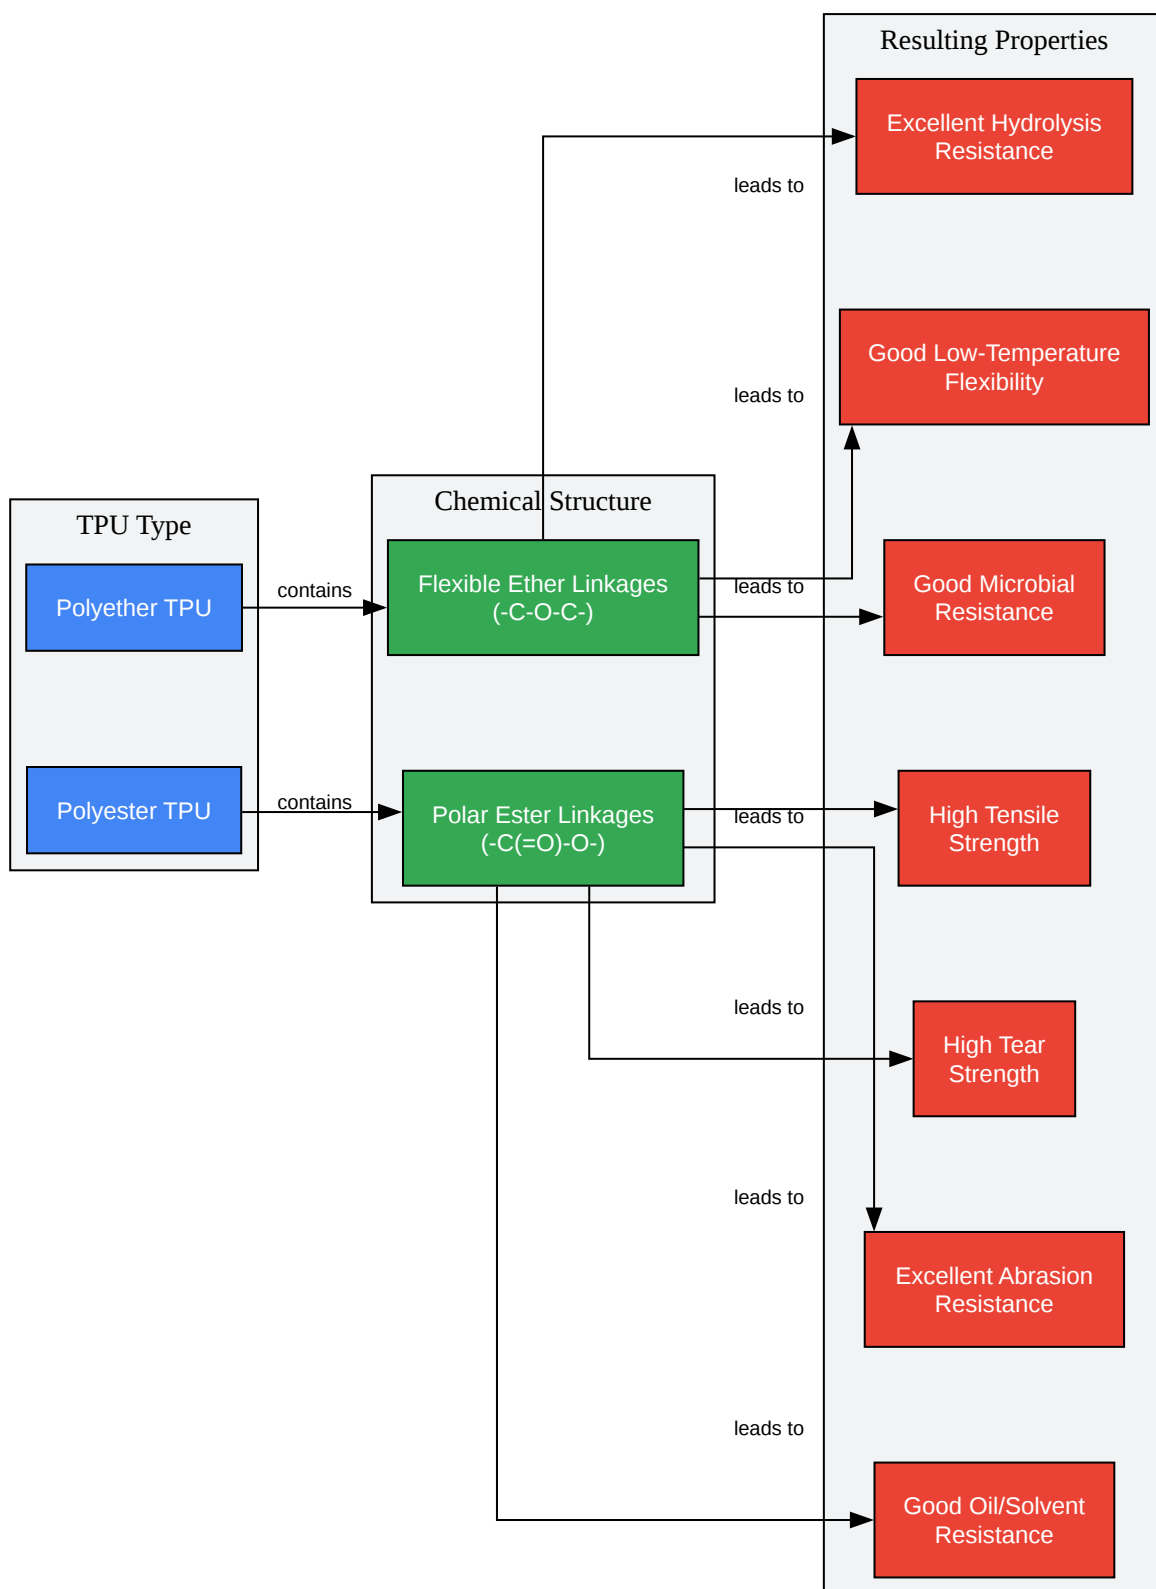 Resulting Properties
Excellent Hydrolysis
Resistance
leads to
Good Low-Temperature
Flexibility
leads to
Chemical Structure
TPU Type
Polyether TPU
contains
Flexible Ether Linkages
(-C-O-C-)
leads to
Good Microbial
Resistance
Polyester TPU
contains
Polar Ester Linkages
(-C(=O)-O-)
leads to
High Tensile
Strength
leads to
High Tear
Strength
leads to
Excellent Abrasion
Resistance
leads to
Good Oil/Solvent
Resistance